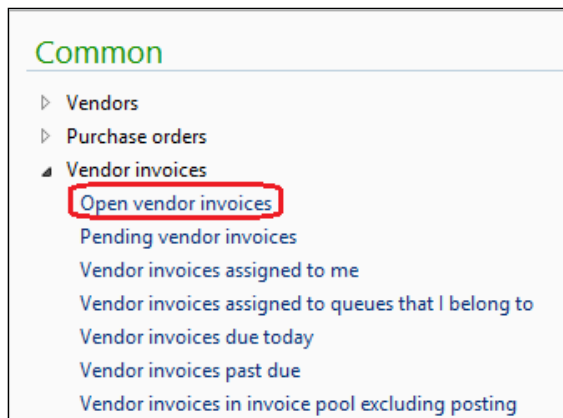 Common
Vendors
Purchase orders
Vendor invoices
Open vendor invoices
Pending vendor invoices
Vendor invoices assigned to me
Vendor invoices assigned to queues that I belong to
Vendor invoices due today
Vendor invoices past due
Vendor invoices in invoice pool excluding posting